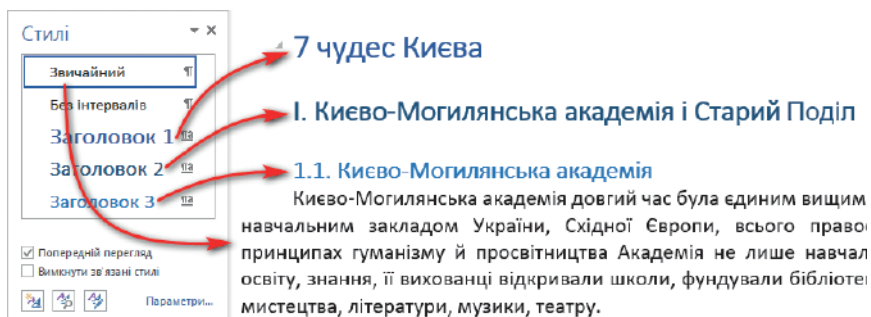 Стилі
Звичайний
Без інтервалів
Заголовок 1
Заголовок 2
Заголовок 3
Попередній перегляд
Вимкнути зв'язані стилі
Параметри...
7 чудес Києва
І. Києво-Могилянська академія і Старий Поділ
1.1. Києво-Могилянська академія
Києво-Могилянська академія довгий час була єдиним вищим
навчальним закладом України, Східної Європи, всього право
принципах гуманізму й просвітництва Академія не лише навчал
освіту, знання, її вихованці відкривали школи, фундували бібліоте
мистецтва, літератури, музики, театру.